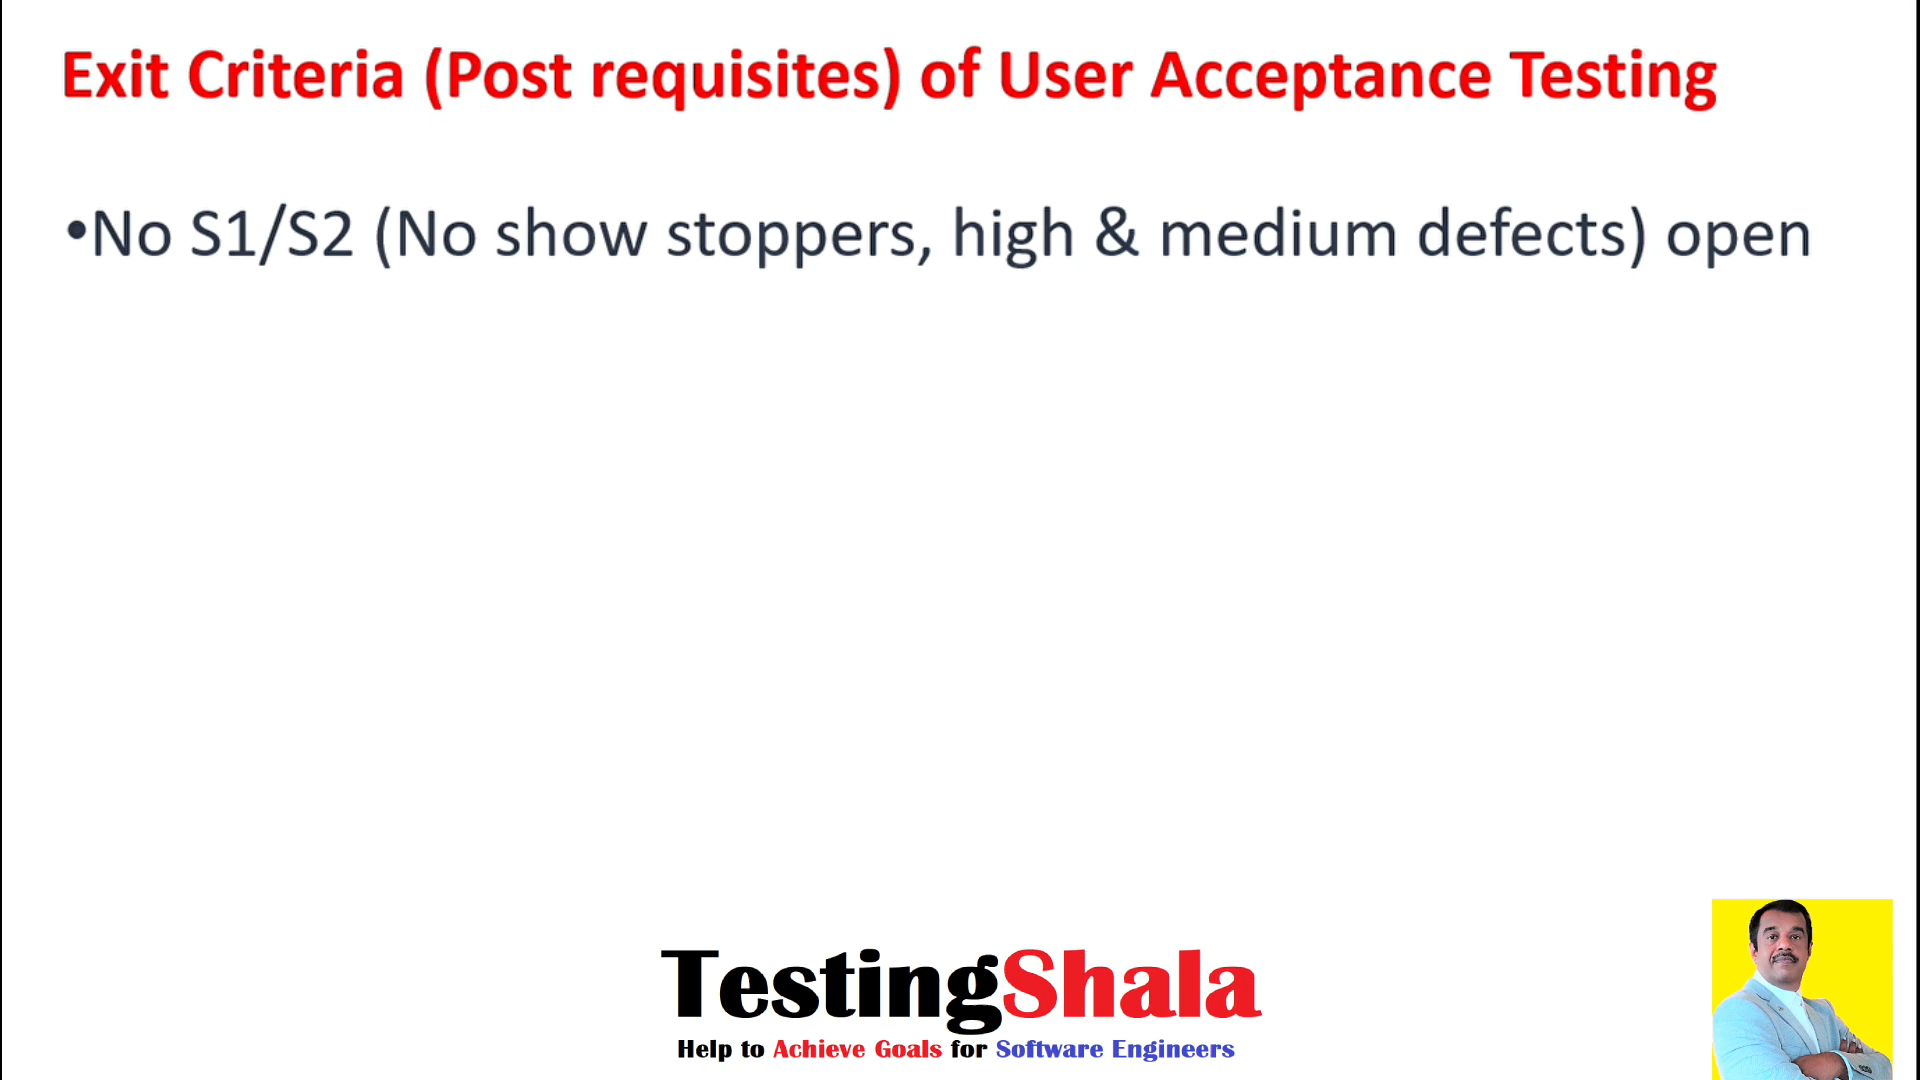 Exit Criteria (Post requisites) of User Acceptance Testing
•No S1/S2 (No show stoppers, high & medium defects) open
TestingShala
Help to Achieve Goals for Software Engineers